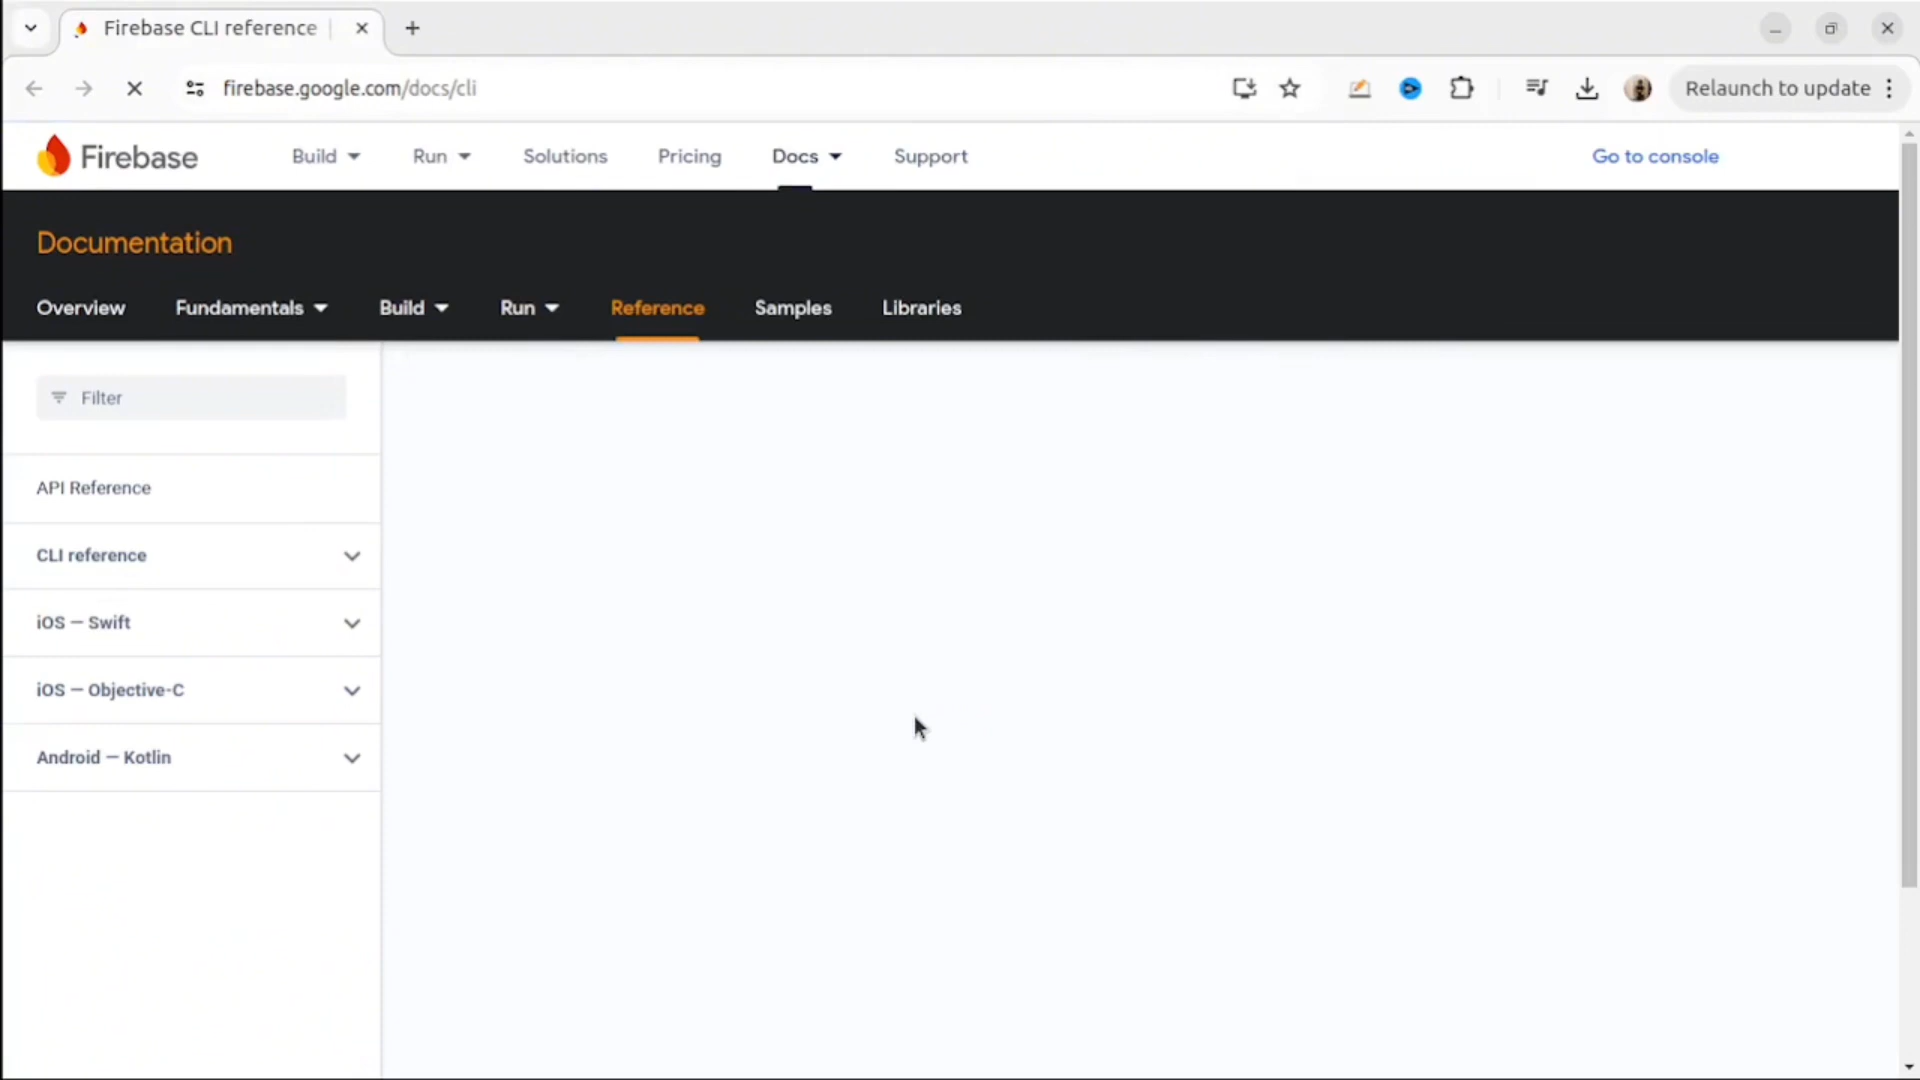 Firebase CLI reference
firebase.google.com/docs/cli
Relaunch to update
Firebase
Build
Run
Solutions
Pricing
Docs
Support
Go to console
Documentation
Overview
Fundamentals
Build
Run
Reference
Samples
Libraries
Filter
API Reference
CLI reference
iOS — Swift
iOS — Objective-C
Android — Kotlin